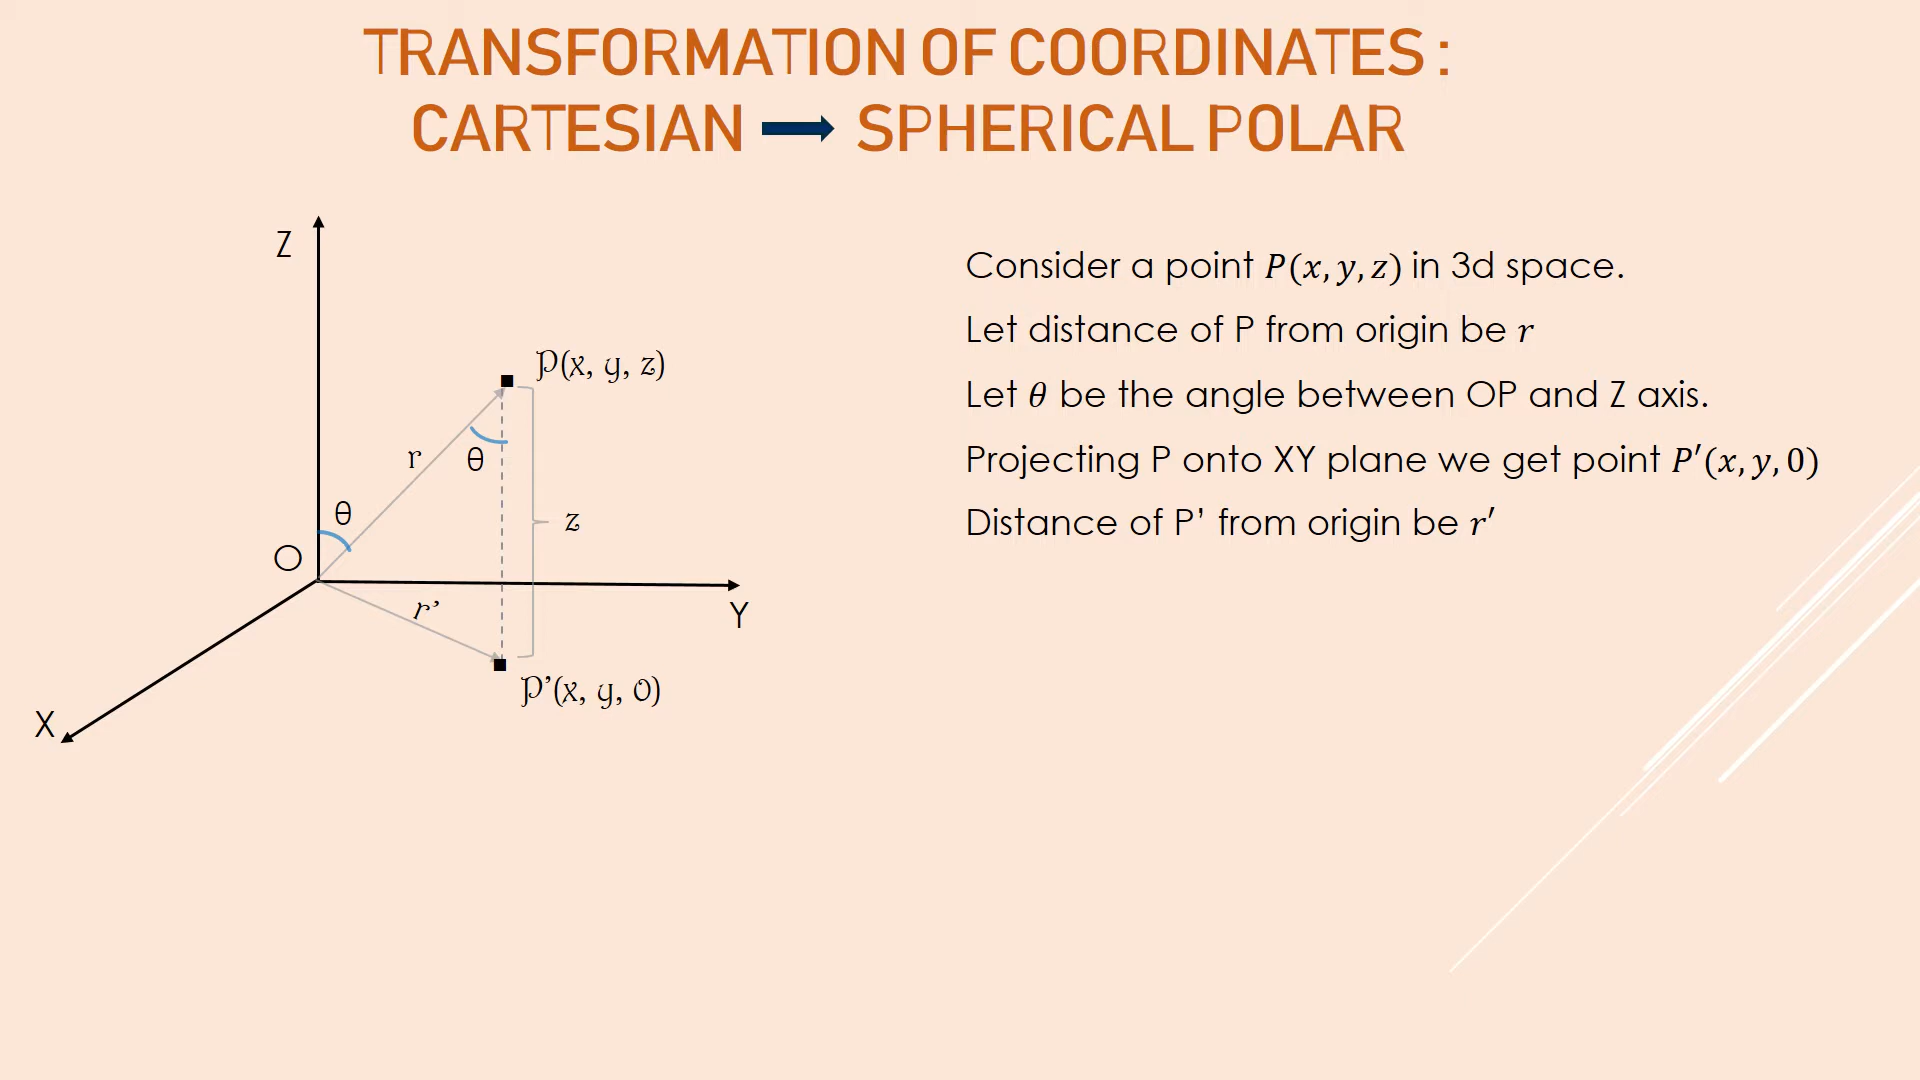 TRANSFORMATION OF COORDINATES :
CARTESIAN SPHERICAL POLAR
Z
P(x, y, z)
r
θ
θ
z
O
r’
Y
P’(x, y, 0)
X
Consider a point P(x, y, z) in 3d space.
Let distance of P from origin be r
Let θ be the angle between OP and Z axis.
Projecting P onto XY plane we get point P′(x, y, 0)
Distance of P’ from origin be r′